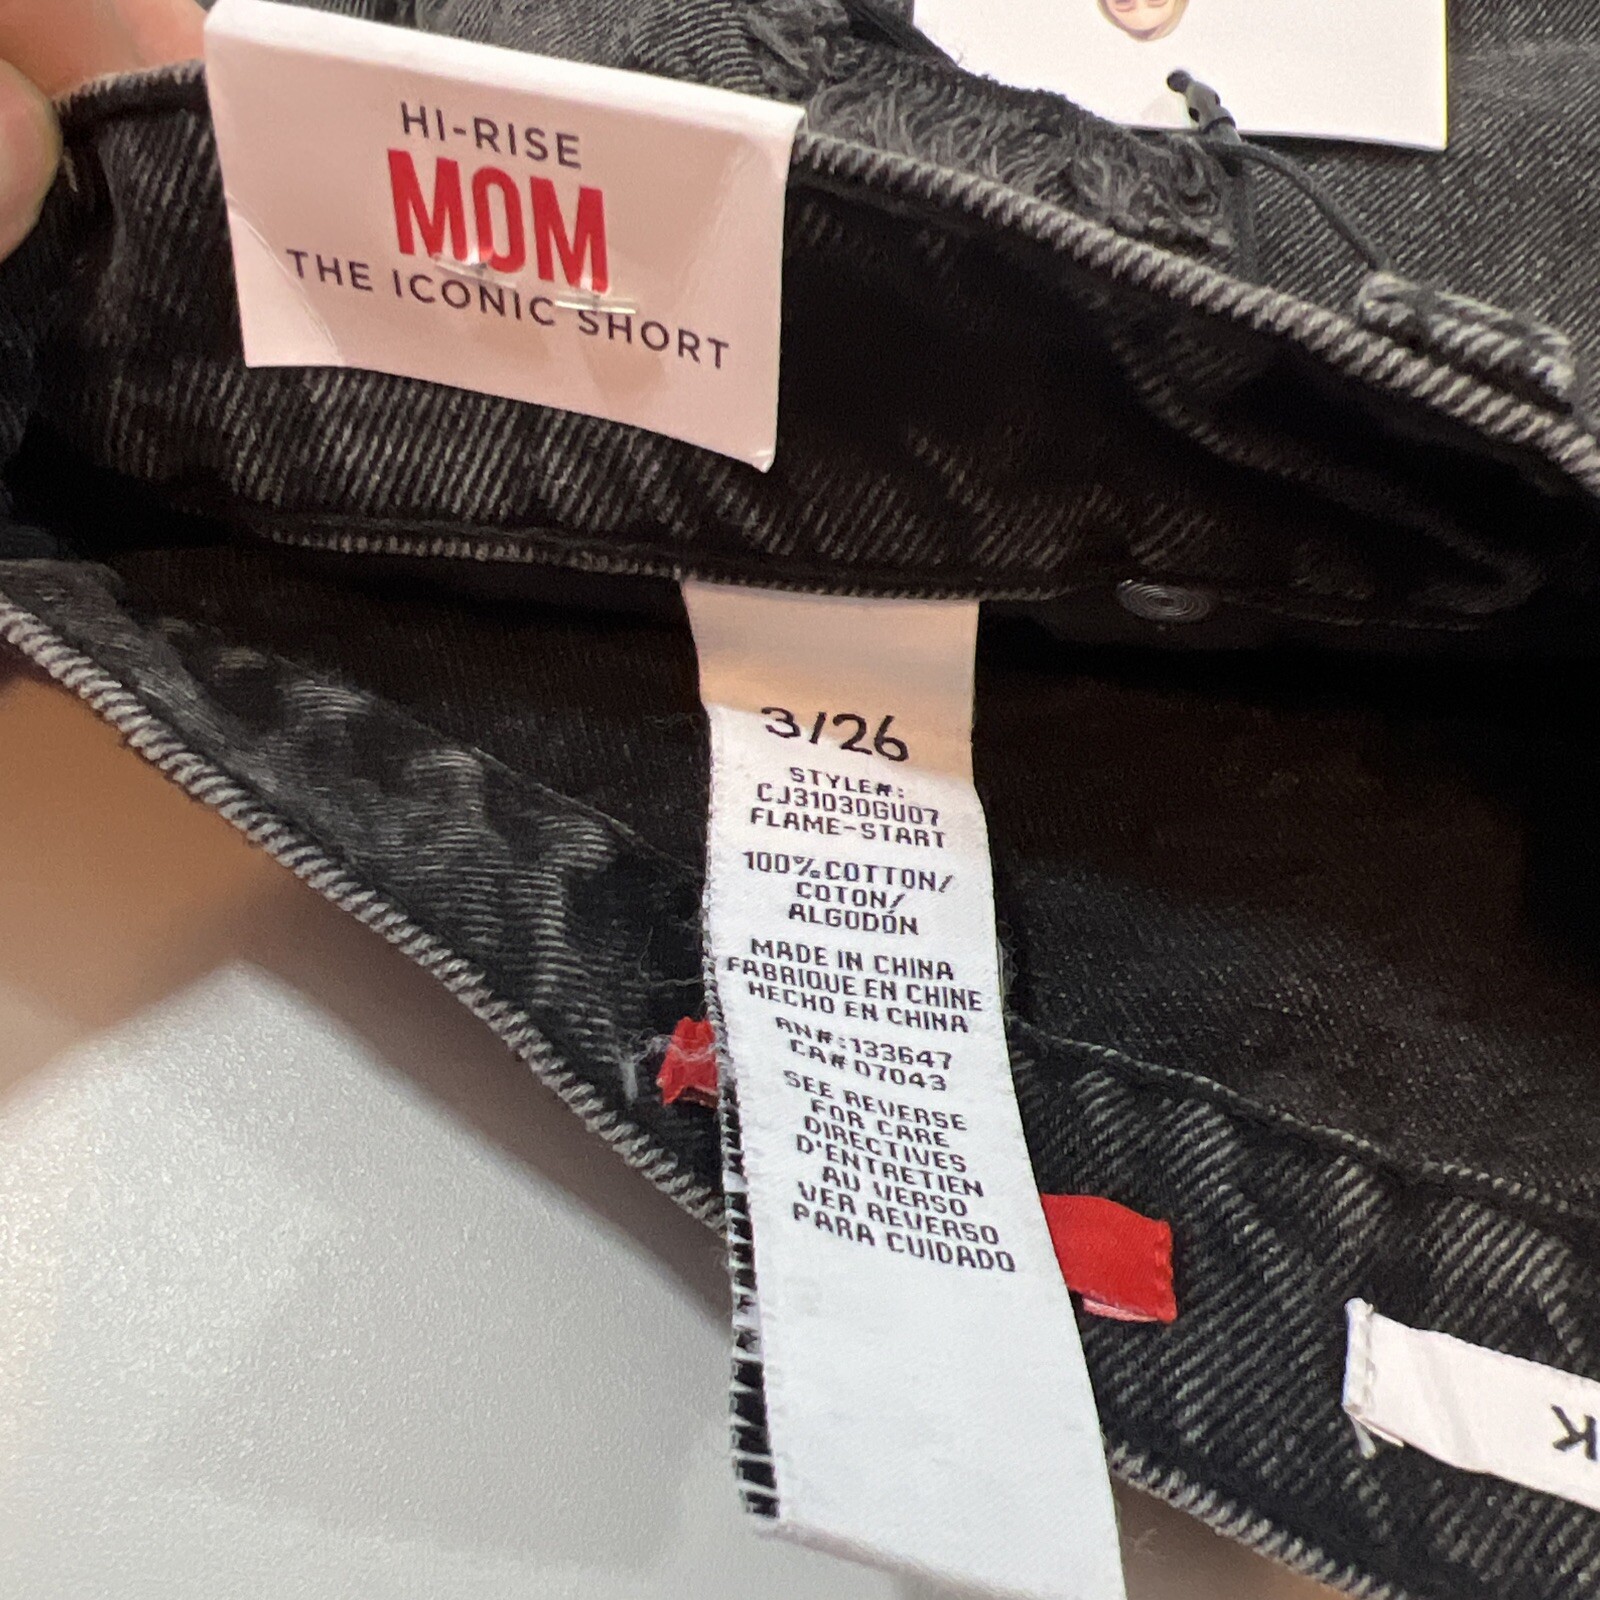 HI-RISE
MOM
THE ICONIC SHORT
3/26
STYLE#:
CJ31030GU07
FLAME-START
100%COTTON/
COTON/
ALGODÓN
MADE IN CHINA
FABRIQUE EN CHINE
HECHO EN CHINA
RN#:133647
CA# 07043
SEE REVERSE
FOR CARE
DIRECTIVES
D'ENTRETIEN
AU VERSO
VER REVERSO
PARA CUIDADO
K